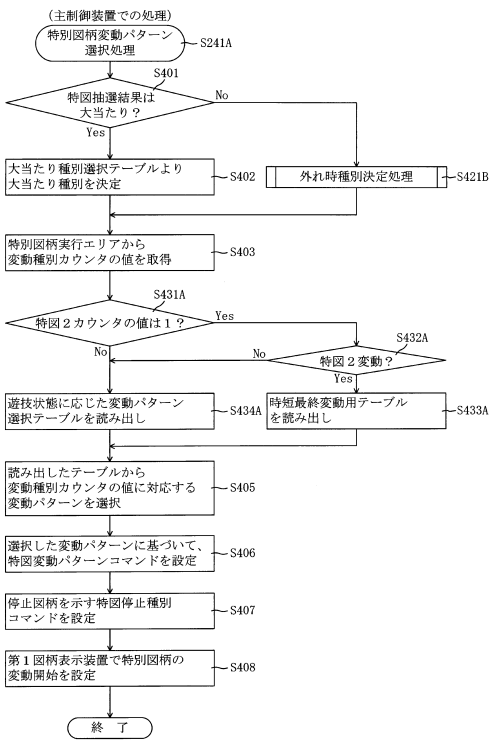 (主制御装置での処理)
特別図柄変動パターン
選択処理
S241A
S401
特図抽選結果は
大当たり？
No
Yes
大当たり種別選択テーブルより
大当たり種別を決定
S402
外れ時種別決定処理
S421B
特別図柄実行エリアから
変動種別カウンタの値を取得
S403
S431A
特図２カウンタの値は１？
Yes
No
S432A
特図２変動？
No
Yes
遊技状態に応じた変動パターン
選択テーブルを読み出し
S434A
時短最終変動用テーブル
を読み出し
S433A
読み出したテーブルから
変動種別カウンタの値に対応する
変動パターンを選択
S405
選択した変動パターンに基づいて、
特図変動パターンコマンドを設定
S406
停止図柄を示す特図停止種別
コマンドを設定
S407
第１図柄表示装置で特別図柄の
変動開始を設定
S408
終 了